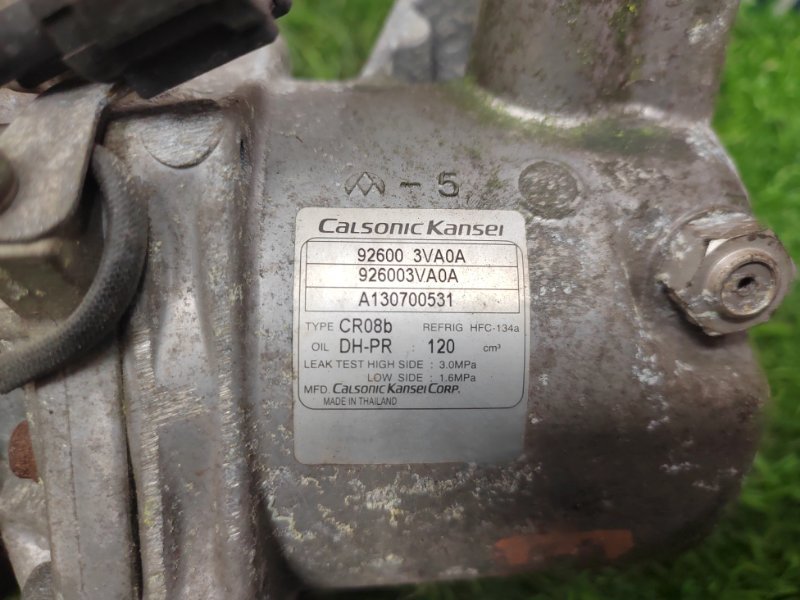 - 5
Calsonic Kansei
92600 3VA0A
926003VA0A
A130700531
TYPE CR08b REFRIG HFC-134a
OIL DH-PR : 120 cm³
LEAK TEST HIGH SIDE : 3.0MPa
LOW SIDE : 1.6MPa
MFD. CALSONIC KANSEI CORP.
MADE IN THAILAND